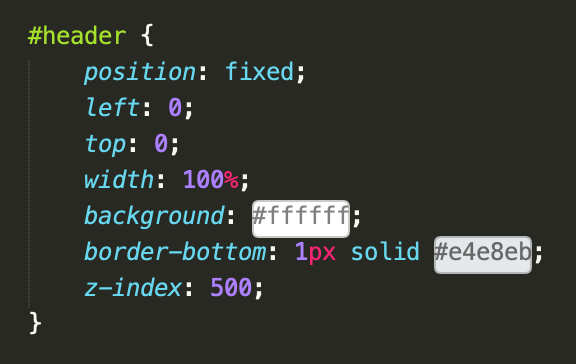 #header {
    position: fixed;
    left: 0;
    top: 0;
    width: 100%;
    background: #ffffff;
    border-bottom: 1px solid #e4e8eb;
    z-index: 500;
}